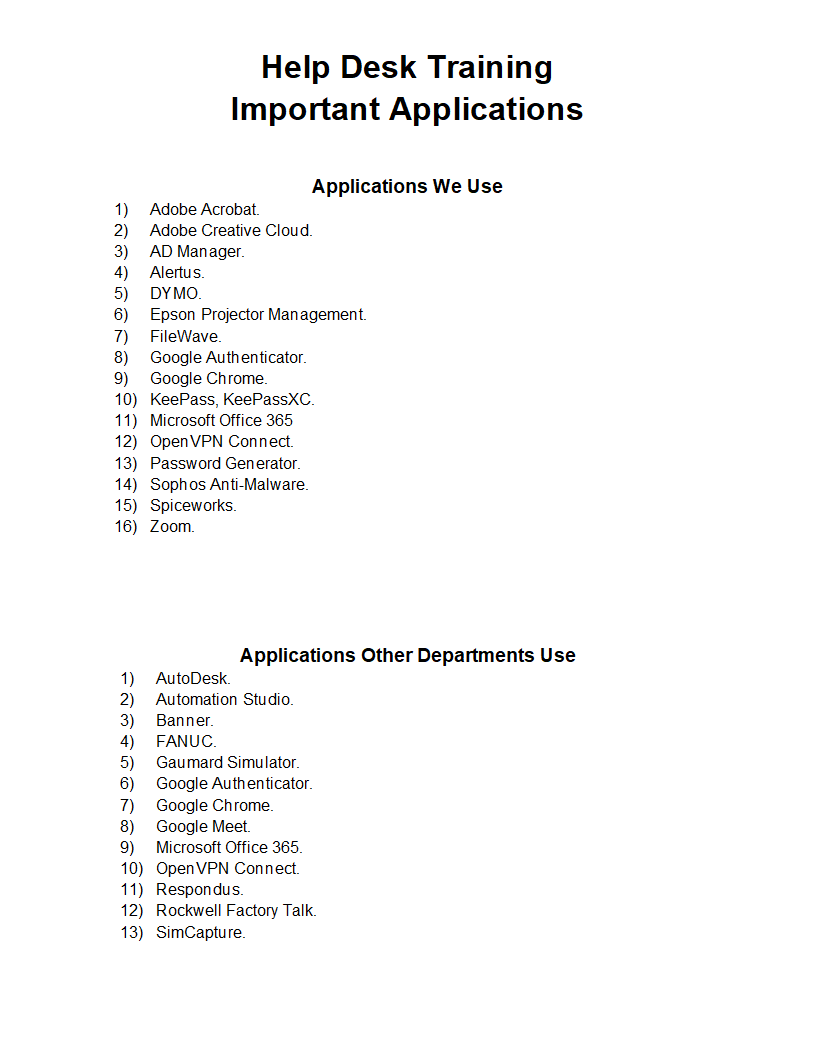 Help Desk Training
Important Applications
Applications We Use
1) Adobe Acrobat.
2) Adobe Creative Cloud.
3) AD Manager.
4) Alertus.
5) DYMO.
6) Epson Projector Management.
7) FileWave.
8) Google Authenticator.
9) Google Chrome.
10) KeePass, KeePassXC.
11) Microsoft Office 365
12) OpenVPN Connect.
13) Password Generator.
14) Sophos Anti-Malware.
15) Spiceworks.
16) Zoom.
Applications Other Departments Use
1) AutoDesk.
2) Automation Studio.
3) Banner.
4) FANUC.
5) Gaumard Simulator.
6) Google Authenticator.
7) Google Chrome.
8) Google Meet.
9) Microsoft Office 365.
10) OpenVPN Connect.
11) Respondus.
12) Rockwell Factory Talk.
13) SimCapture.